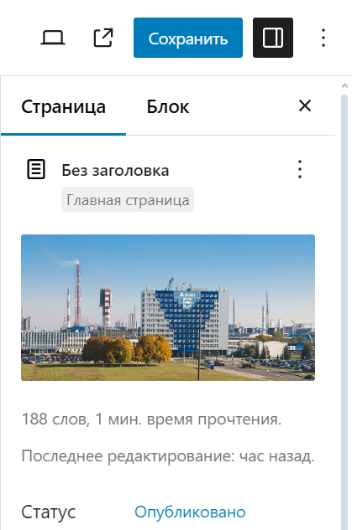 Сохранить
Страница Блок
Без заголовка
Главная страница
188 слов, 1 мин. время прочтения.
Последнее редактирование: час назад.
Статус Опубликовано